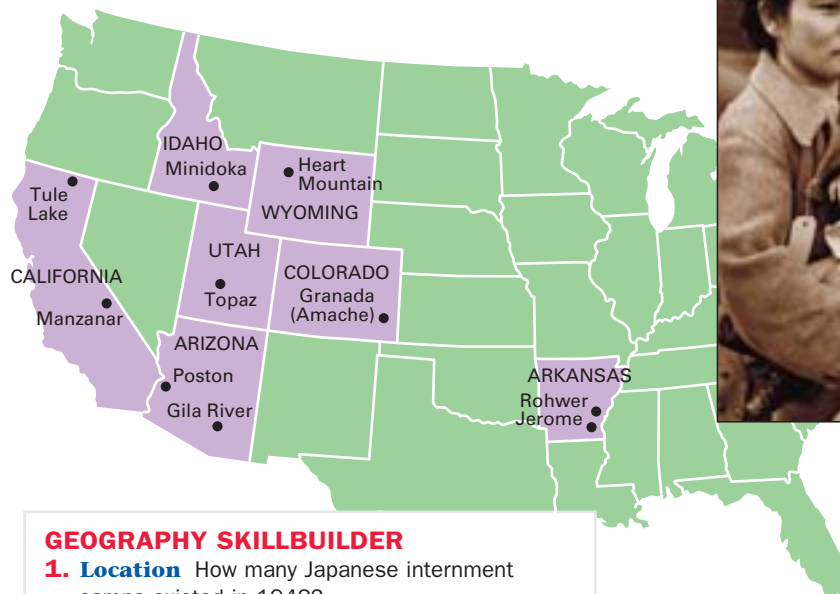 IDAHO
Minidoka
Heart
Mountain
WYOMING
Tule
Lake
UTAH
Topaz
COLORADO
Granada
(Amache)
CALIFORNIA
Manzanar
ARIZONA
Poston
Gila River
ARKANSAS
Rohwer
Jerome
GEOGRAPHY SKILLBUILDER
1. Location How many Japanese internment